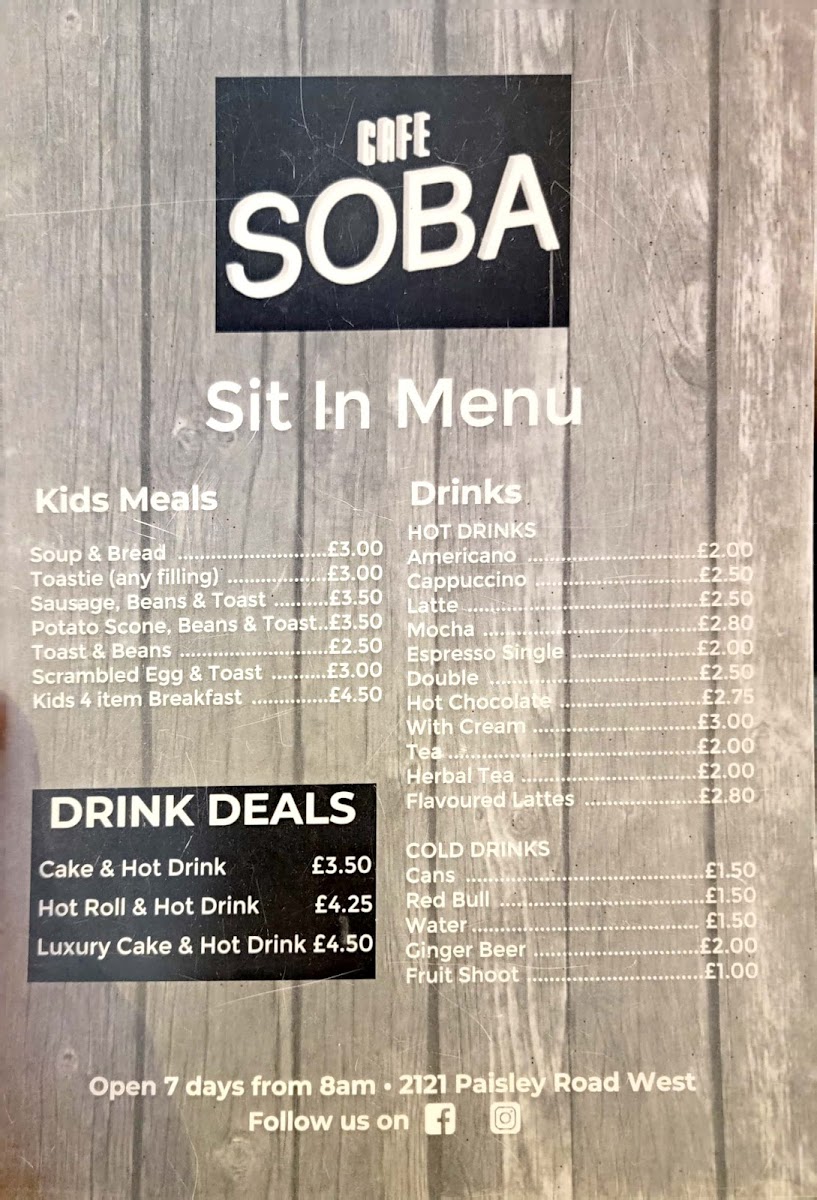 CAFE
SOBA
Sit In Menu
Kids Meals
Soup & Bread ................................£3.00
Toastie (any filling) .....................£3.00
Sausage, Beans & Toast ..........£3.50
Potato Scone, Beans & Toast..£3.50
Toast & Beans ................................£2.50
Scrambled Egg & Toast ..........£3.00
Kids 4 item Breakfast ..............£4.50
DRINK DEALS
Cake & Hot Drink £3.50
Hot Roll & Hot Drink £4.25
Luxury Cake & Hot Drink £4.50
Drinks
HOT DRINKS
Americano ....................................£2.00
Cappuccino ..................................£2.50
Latte ................................................£2.50
Mocha .............................................£2.80
Espresso Single ...........................£2.00
Double ............................................£2.50
Hot Chocolate .............................£2.75
With Cream ..................................£3.00
Tea ....................................................£2.00
Herbal Tea .....................................£2.00
Flavoured Lattes ........................£2.80
COLD DRINKS
Cans ..................................................£1.50
Red Bull ...........................................£1.50
Water................................................ £1.50
Ginger Beer ...................................£2.00
Fruit Shoot .....................................£1.00
Open 7 days from 8am • 2121 Paisley Road West
Follow us on